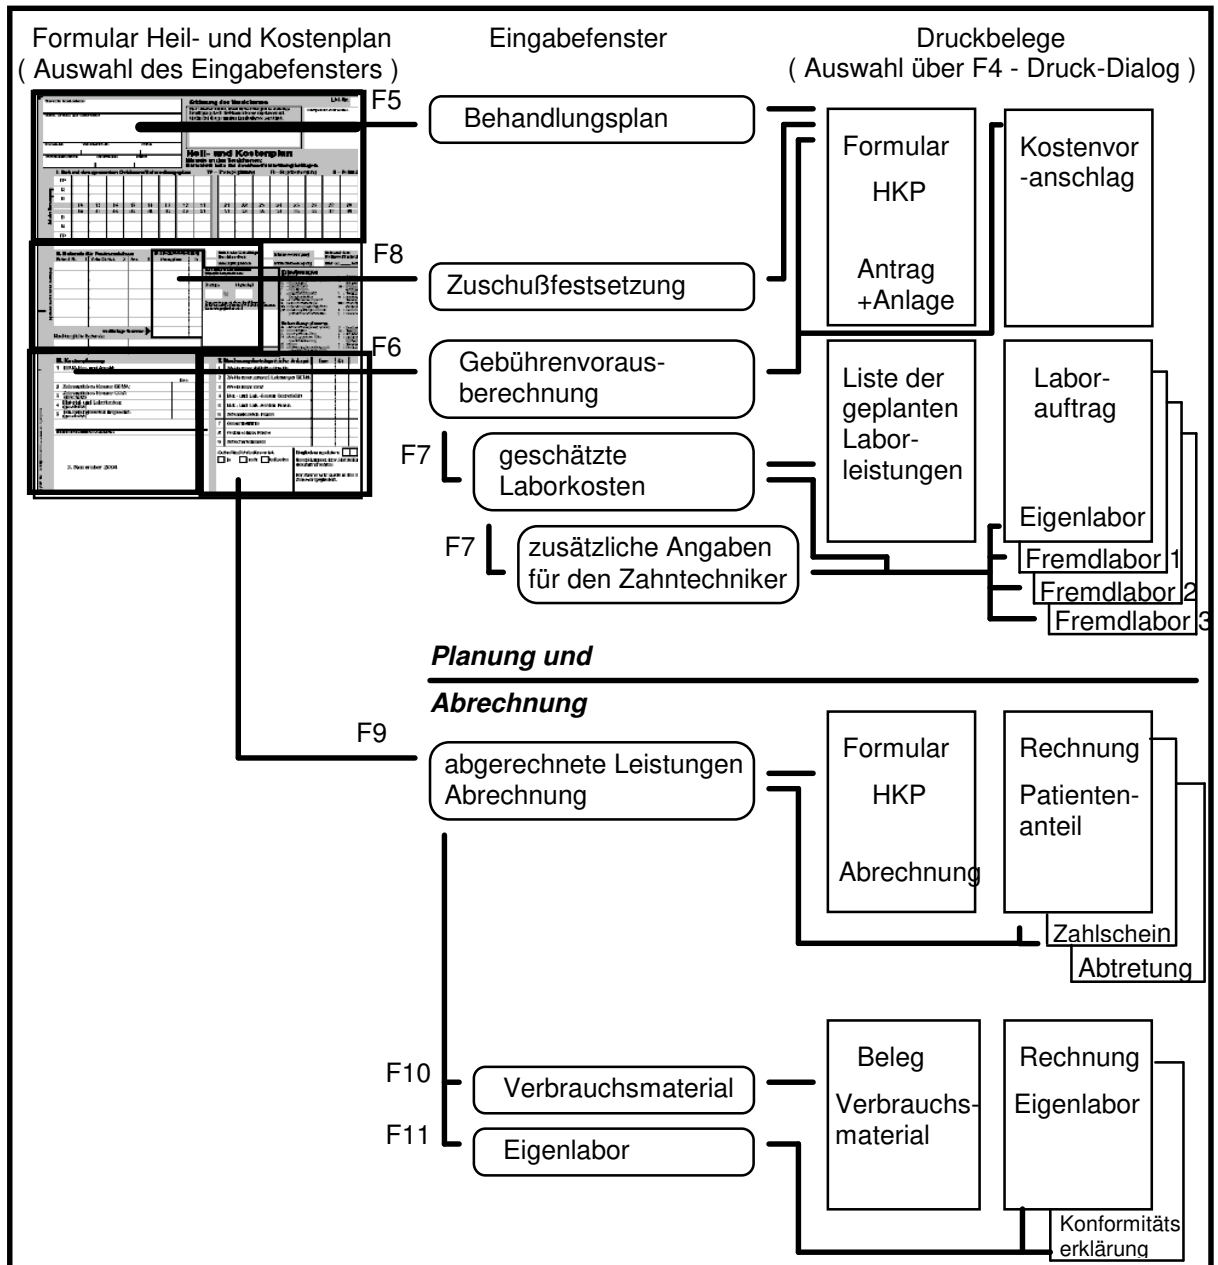 Formular Heil- und Kostenplan
( Auswahl des Eingabefensters )
Eingabefenster
Druckbelege
( Auswahl über F4 - Druck-Dialog )
F5
Behandlungsplan
Formular
HKP
Antrag
+Anlage
Kostenvor
-anschlag
Heil- und Kostenplan
F8
Zuschußfestsetzung
F6
Gebührenvoraus-
berechnung
Liste der
geplanten
Labor-
leistungen
Labor-
auftrag
Eigenlabor
Fremdlabor 1
Fremdlabor 2
Fremdlabor 3
F7
geschätzte
Laborkosten
F7
zusätzliche Angaben
für den Zahntechniker
3. November 2004
Planung und
Abrechnung
F9
abgerechnete Leistungen
Abrechnung
Formular
HKP
Abrechnung
Rechnung
Patienten-
anteil
Zahlschein
Abtretung
F10
Verbrauchsmaterial
Beleg
Verbrauchs-
material
Rechnung
Eigenlabor
F11
Eigenlabor
Konformitäts
erklärung